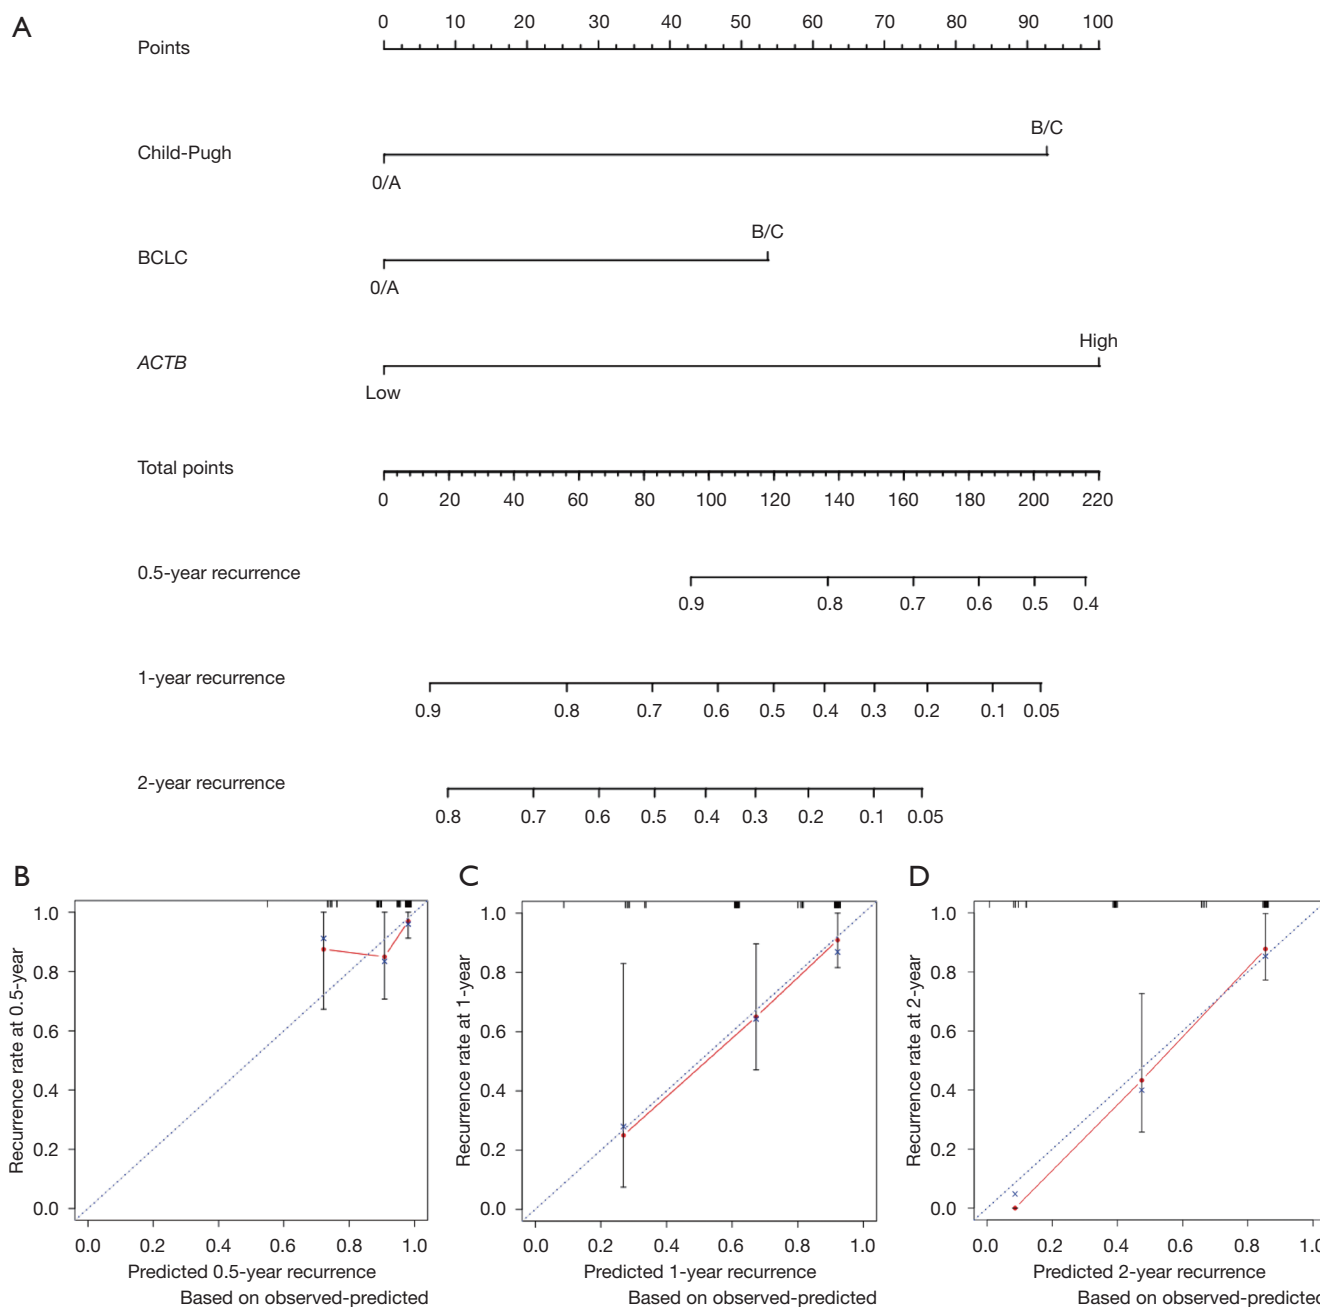 A
Points
0 10 20 30 40 50 60 70 80 90 100
Child-Pugh
B/C
0/A
BCLC
B/C
0/A
ACTB
High
Low
Total points
0 20 40 60 80 100 120 140 160 180 200 220
0.5-year recurrence
0.9 0.8 0.7 0.6 0.5 0.4
1-year recurrence
0.9 0.8 0.7 0.6 0.5 0.4 0.3 0.2 0.1 0.05
2-year recurrence
0.8 0.7 0.6 0.5 0.4 0.3 0.2 0.1 0.05
B
Recurrence rate at 0.5-year
1.0
0.8
0.6
0.4
0.2
0.0
0.0 0.2 0.4 0.6 0.8 1.0
Predicted 0.5-year recurrence
Based on observed-predicted
C
Recurrence rate at 1-year
1.0
0.8
0.6
0.4
0.2
0.0
0.0 0.2 0.4 0.6 0.8 1.0
Predicted 1-year recurrence
Based on observed-predicted
D
Recurrence rate at 2-year
1.0
0.8
0.6
0.4
0.2
0.0
0.0 0.2 0.4 0.6 0.8 1.0
Predicted 2-year recurrence
Based on observed-predicted